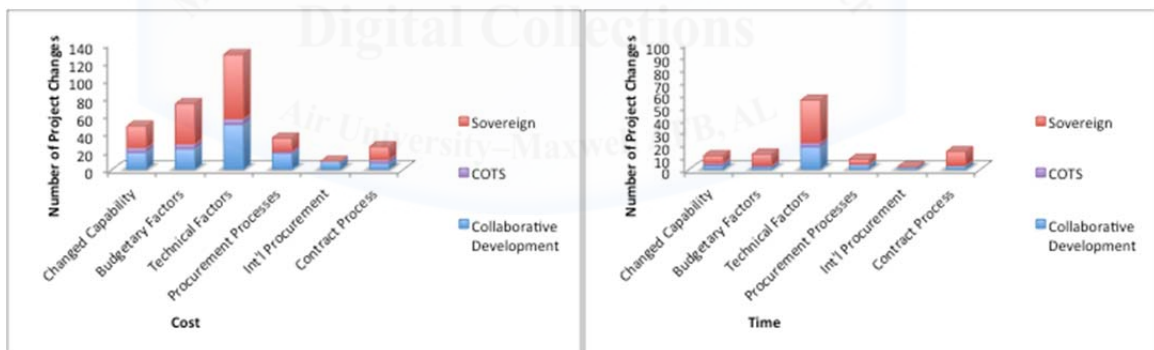 Digital Collections
Air University–Maxwell AFB, AL
Number of Project Changes
140
120
100
80
60
40
20
0
Changed Capability
Budgetary Factors
Technical Factors
Procurement Processes
Int'l Procurement
Contract Process
Sovereign
COTS
Collaborative
Development
Cost
Number of Project Changes
100
90
80
70
60
50
40
30
20
10
0
Changed Capability
Budgetary Factors
Technical Factors
Procurement Processes
Int'l Procurement
Contract Process
Sovereign
COTS
Collaborative
Development
Time